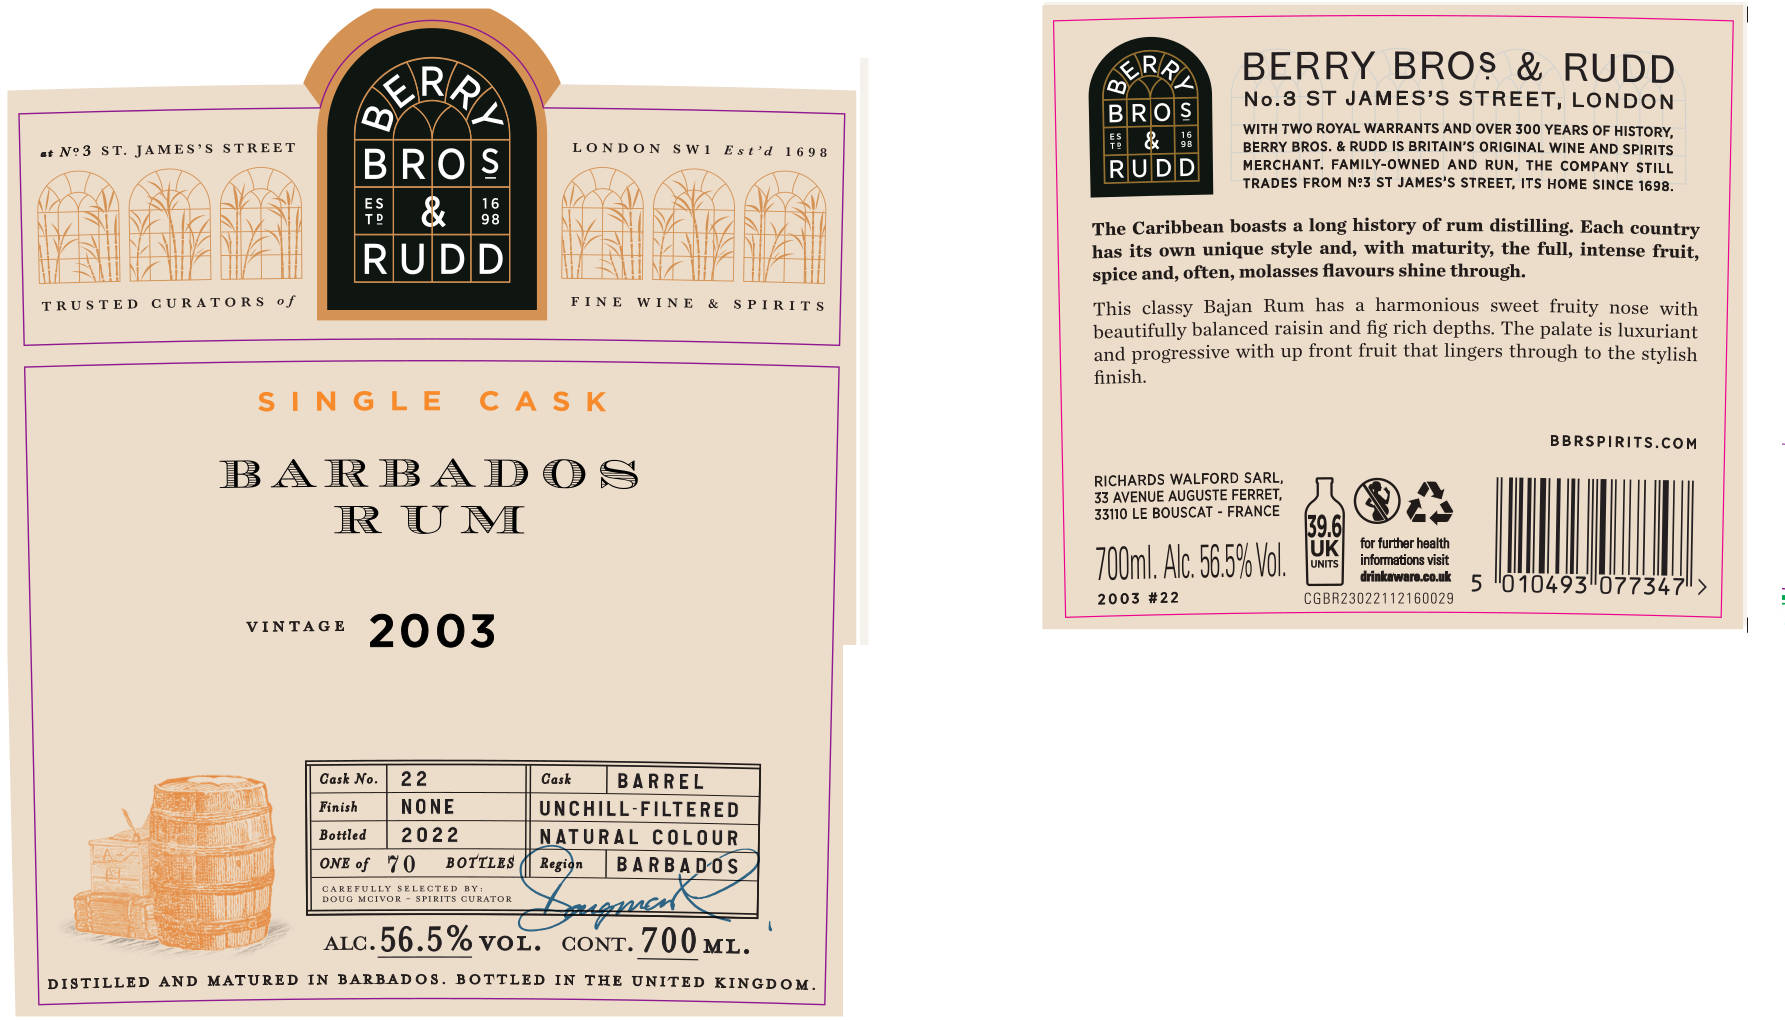 BERRY
BROS
ESTD & 1698
RUDD
at Nº3 ST. JAMES'S STREET
LONDON SW1 Est'd 1698
TRUSTED CURATORS of
FINE WINE & SPIRITS
SINGLE CASK
BARBADOS
RUM
VINTAGE 2003
Cask No. 22 Cask BARREL
Finish NONE UNCHILL-FILTERED
Bottled 2022 NATURAL COLOUR
ONE of 70 BOTTLES Region BARBADOS
CAREFULLY SELECTED BY:
DOUG MCIVOR - SPIRITS CURATOR
ALC. 56.5% VOL. CONT. 700 ML.
DISTILLED AND MATURED IN BARBADOS. BOTTLED IN THE UNITED KINGDOM.
BERRY
BROS
ESTD & 1698
RUDD
BERRY BROS & RUDD
No.3 ST JAMES'S STREET, LONDON
WITH TWO ROYAL WARRANTS AND OVER 300 YEARS OF HISTORY,
BERRY BROS. & RUDD IS BRITAIN'S ORIGINAL WINE AND SPIRITS
MERCHANT. FAMILY-OWNED AND RUN, THE COMPANY STILL
TRADES FROM Nº3 ST JAMES'S STREET, ITS HOME SINCE 1698.
The Caribbean boasts a long history of rum distilling. Each country
has its own unique style and, with maturity, the full, intense fruit,
spice and, often, molasses flavours shine through.
This classy Bajan Rum has a harmonious sweet fruity nose with
beautifully balanced raisin and fig rich depths. The palate is luxuriant
and progressive with up front fruit that lingers through to the stylish
finish.
BBRSPIRITS.COM
RICHARDS WALFORD SARL,
33 AVENUE AUGUSTE FERRET,
33110 LE BOUSCAT - FRANCE
700ml. Alc. 56.5% Vol.
2003 #22
39.6
UK
UNITS
for further health
informations visit
drinkaware.co.uk
CGBR23022112160029
5 010493 077347 >